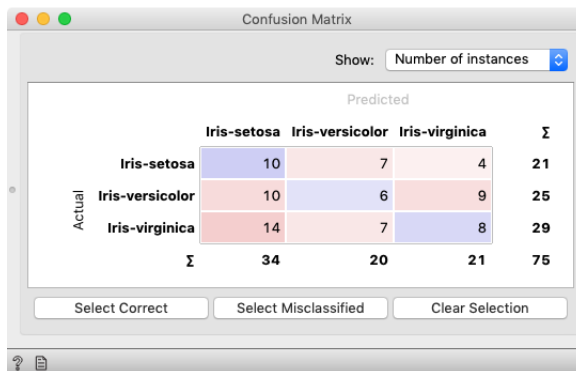 Confusion Matrix
Show: Number of instances
Predicted
Iris-setosa Iris-versicolor Iris-virginica Σ
Iris-setosa 10 7 4 21
Actual
Iris-versicolor 10 6 9 25
Iris-virginica 14 7 8 29
Σ 34 20 21 75
Select Correct Select Misclassified Clear Selection
?